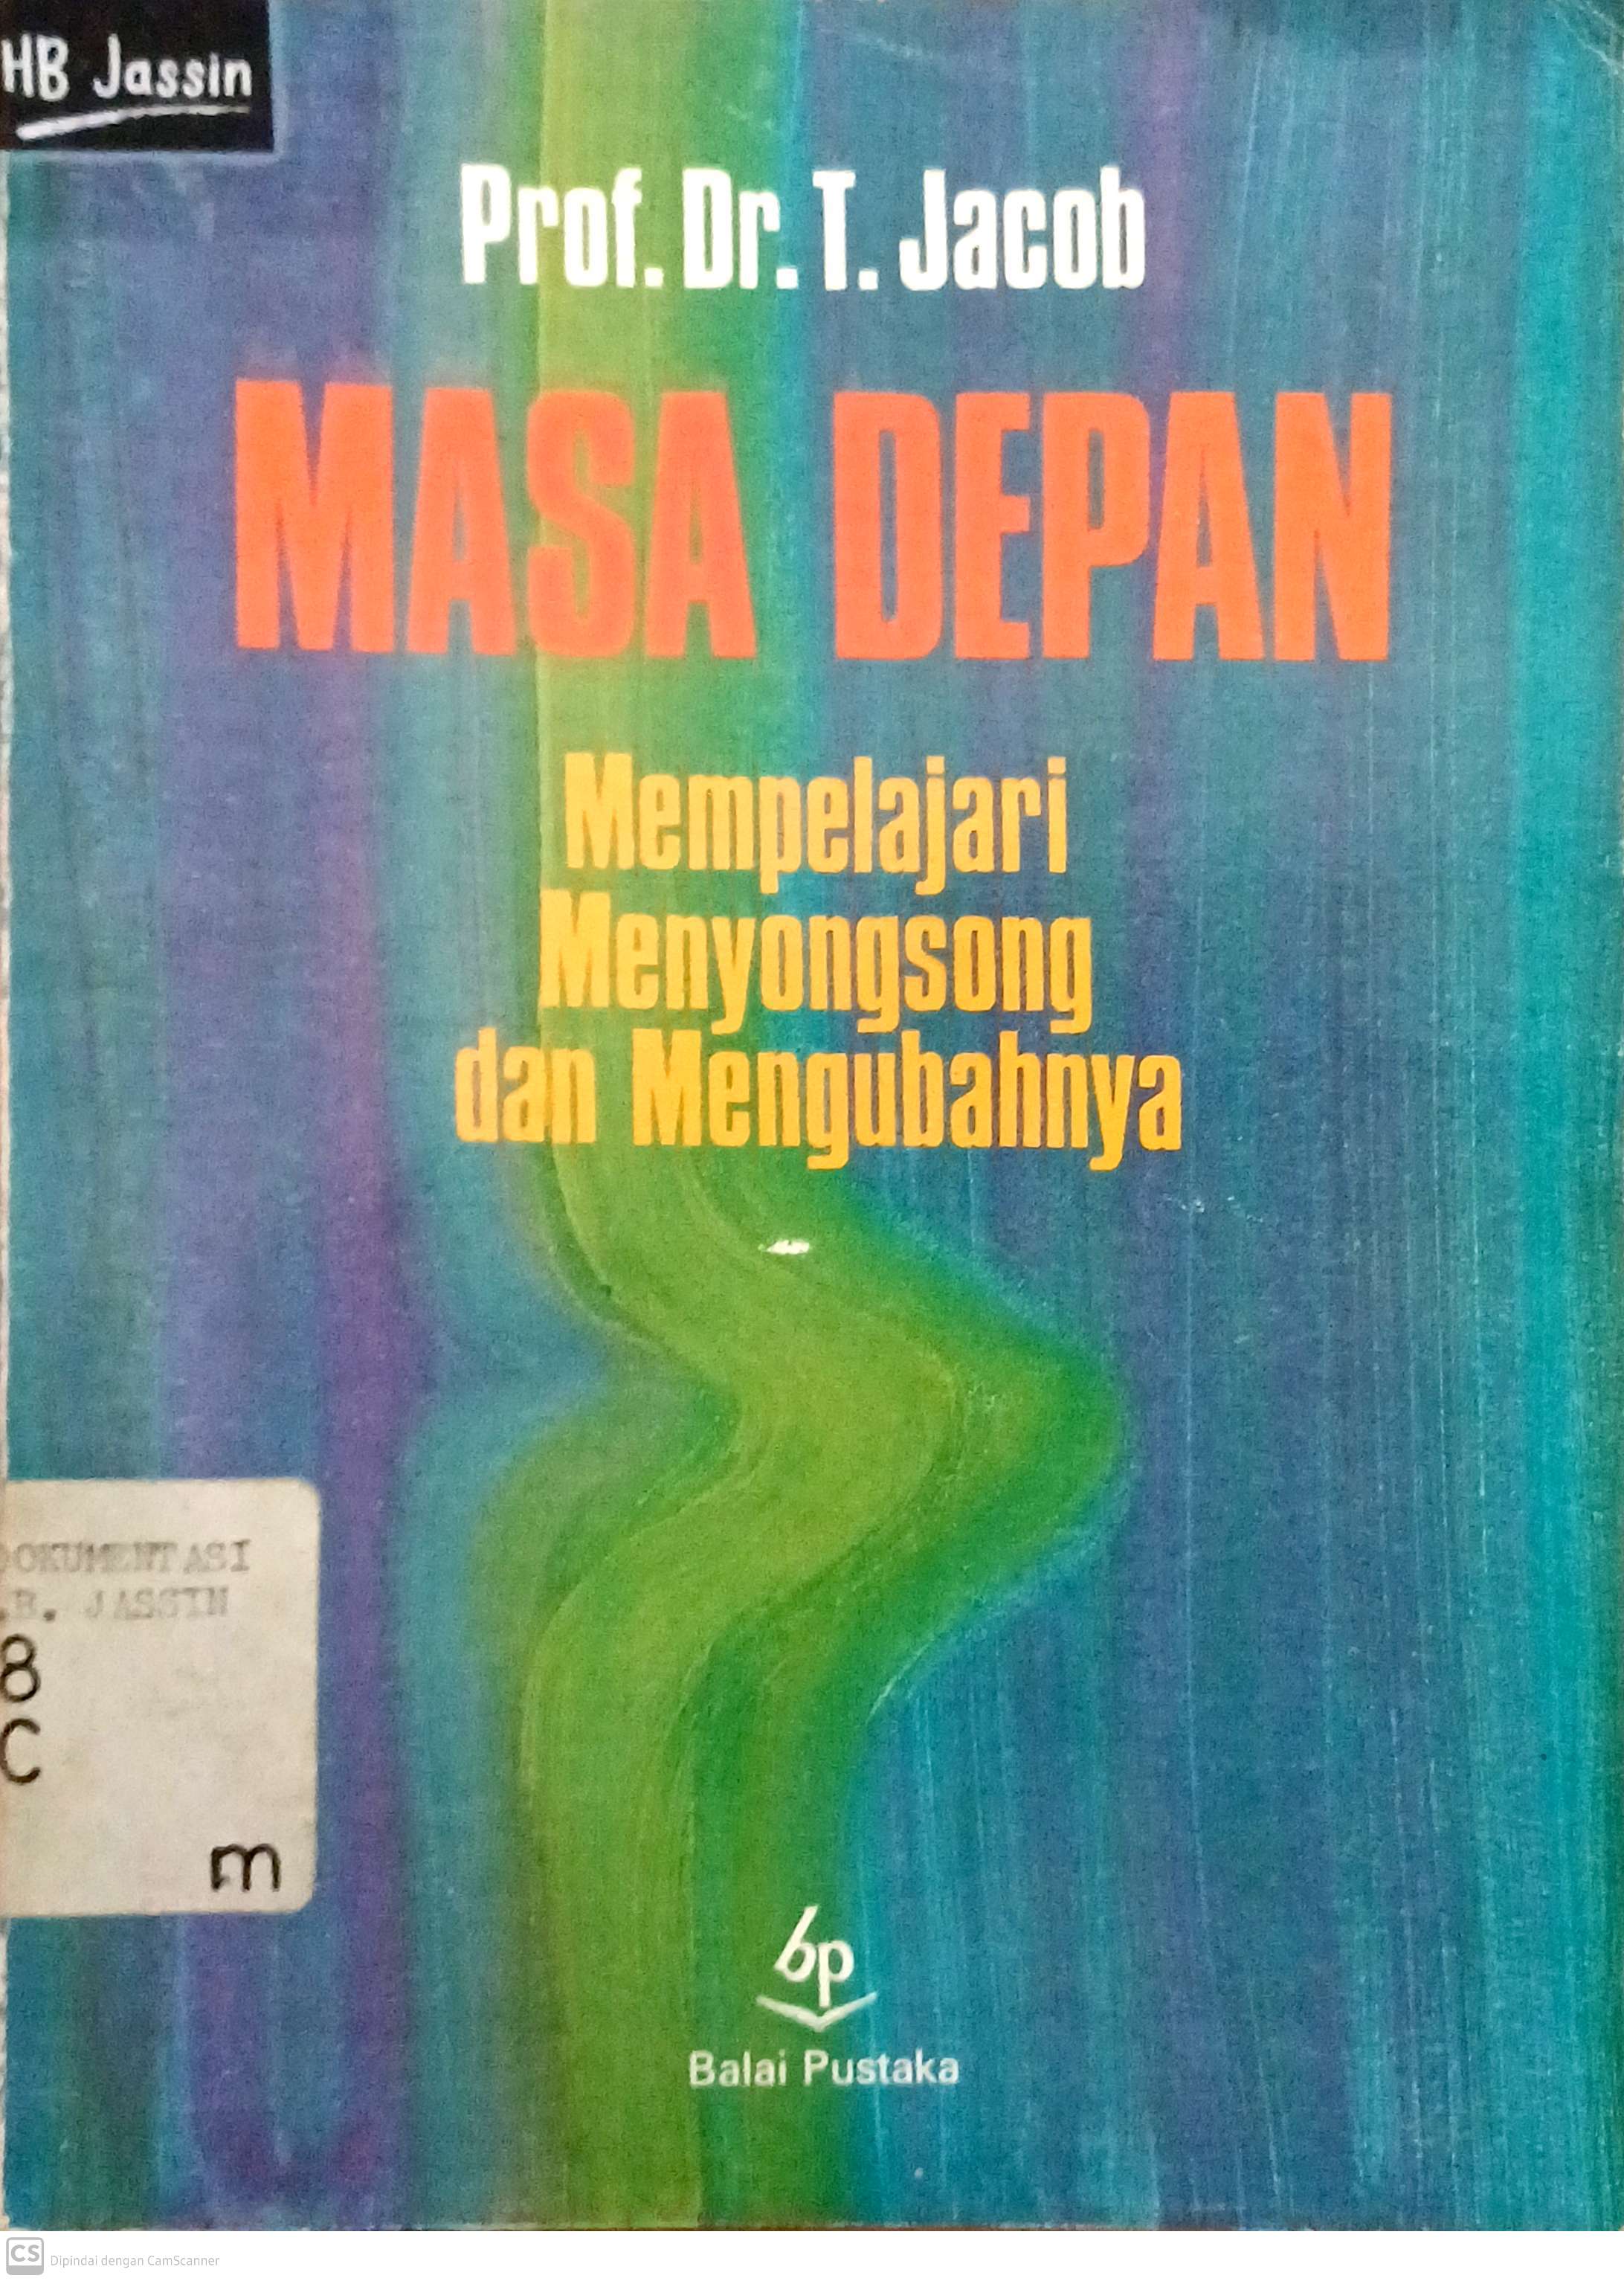 HB Jassin
Prof. Dr. T. Jacob
MASA DEPAN
Mempelajari
Menyongsong
dan Mengubahnya
OKUMENTASI
.B. JASSIN
8
C
m
bp
Balai Pustaka
CS Dipindai dengan CamScanner